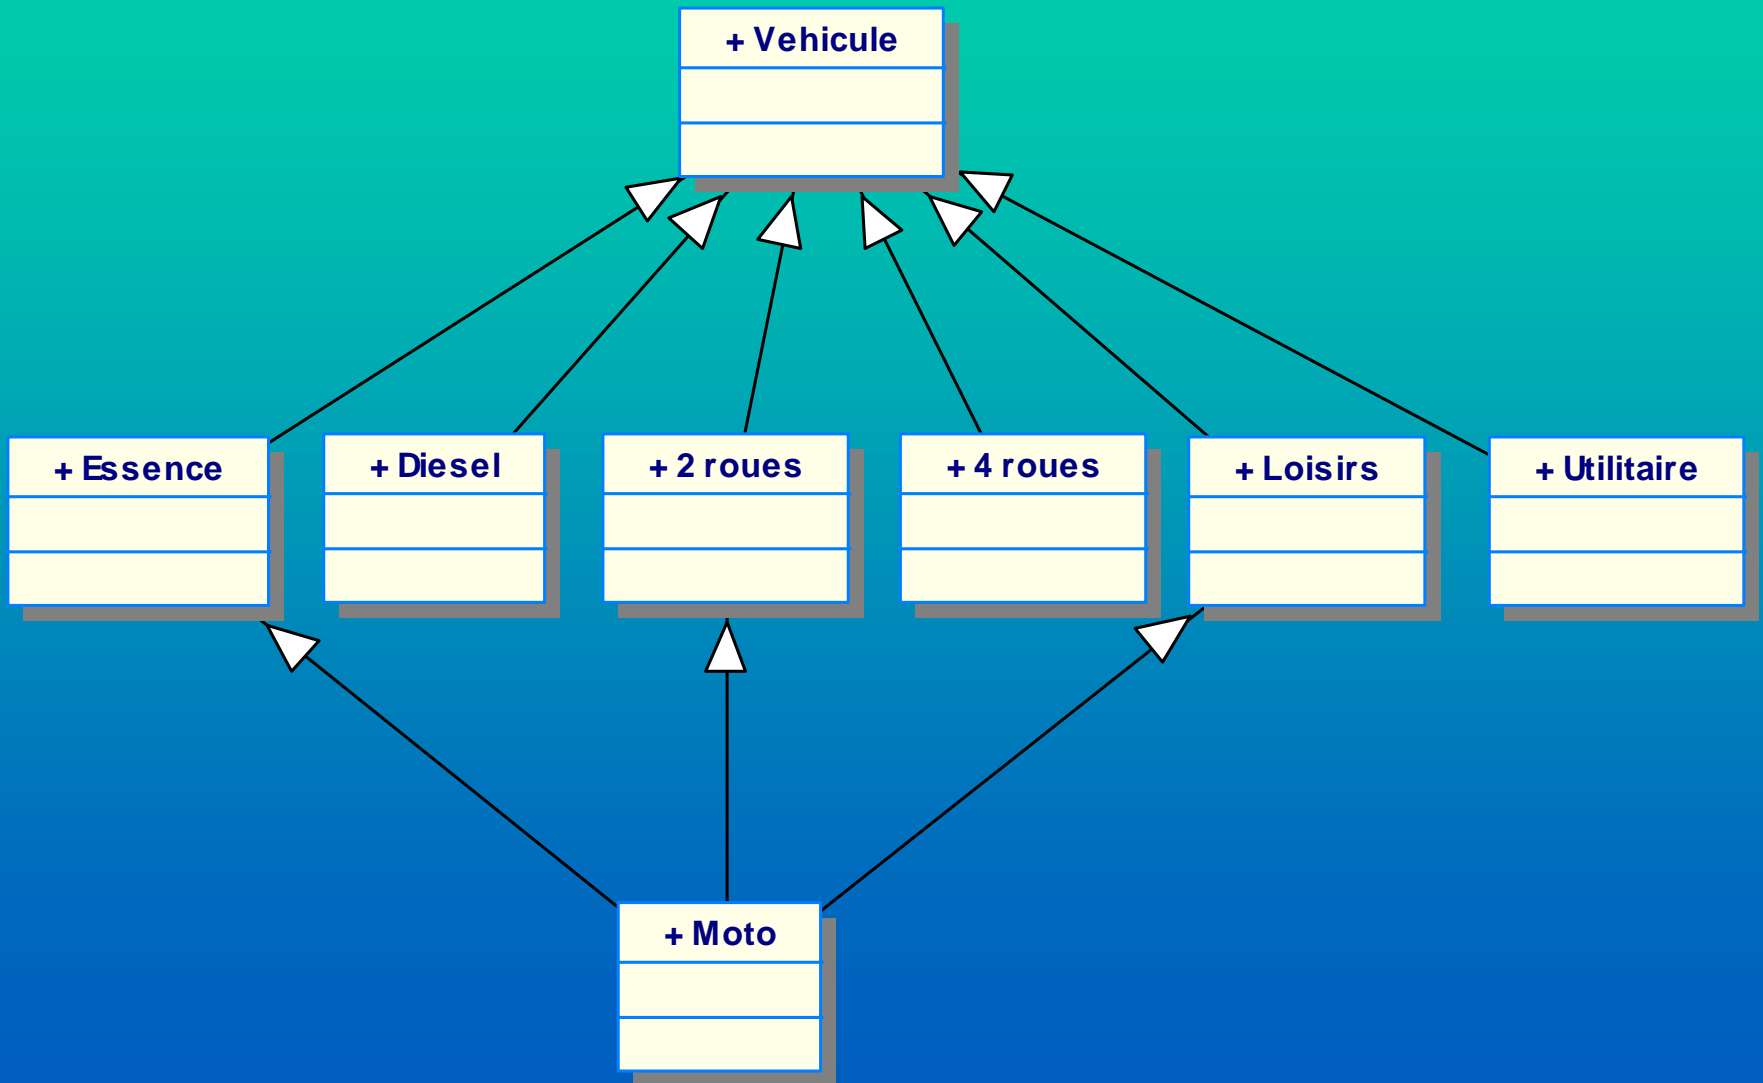 + Vehicule
+ Essence
+ Diesel
+ 2 roues
+ 4 roues
+ Loisirs
+ Utilitaire
+ Moto